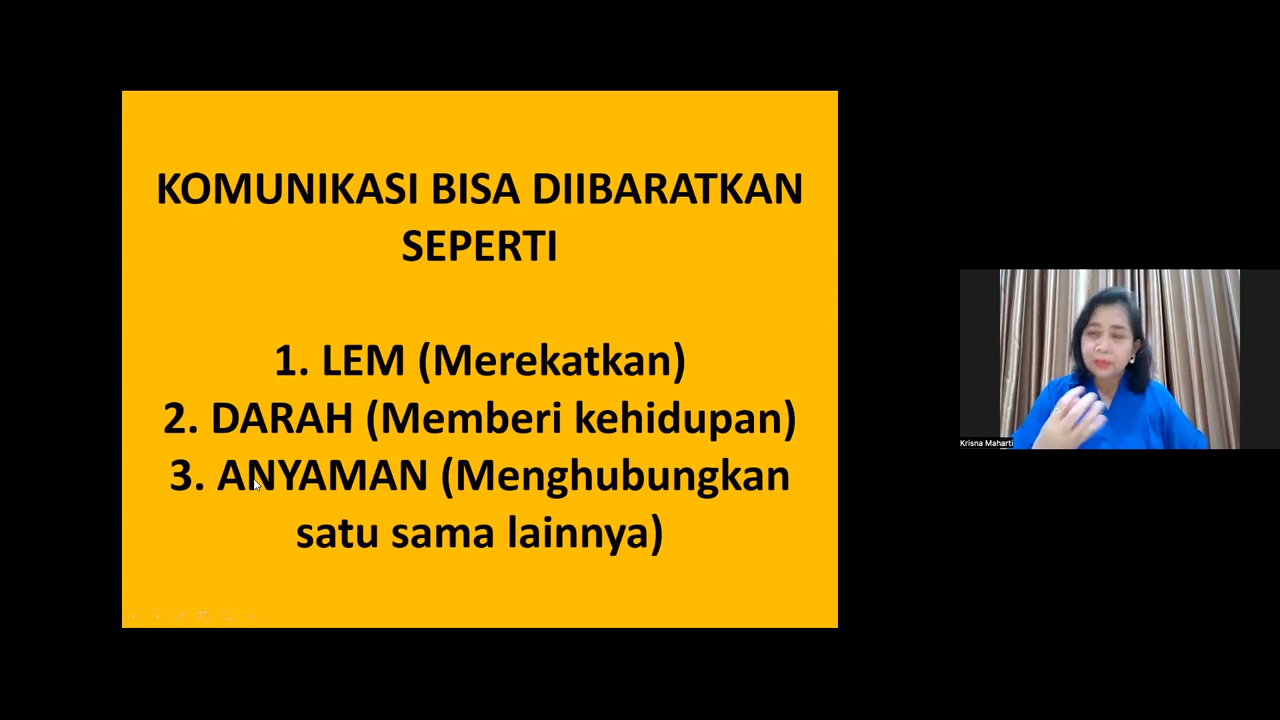 KOMUNIKASI BISA DIIBARATKAN
SEPERTI
1. LEM (Merekatkan)
2. DARAH (Memberi kehidupan)
3. ANYAMAN (Menghubungkan
satu sama lainnya)
Krisna Maharti